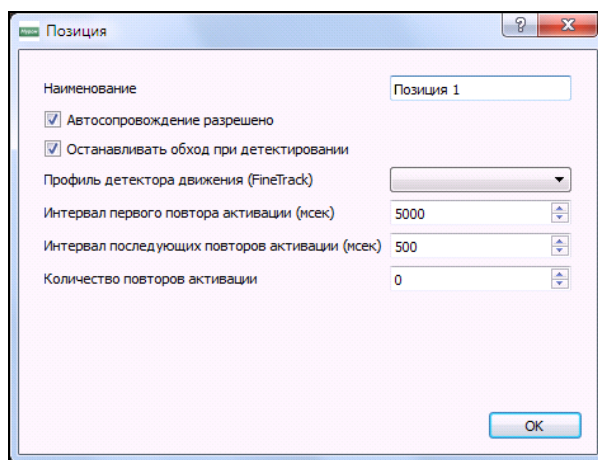 Позиция
Наименование Позиция 1
Автосопровождение разрешено
Останавливать обход при детектировании
Профиль детектора движения (FineTrack)
Интервал первого повтора активации (мсек) 5000
Интервал последующих повторов активации (мсек) 500
Количество повторов активации 0
OK